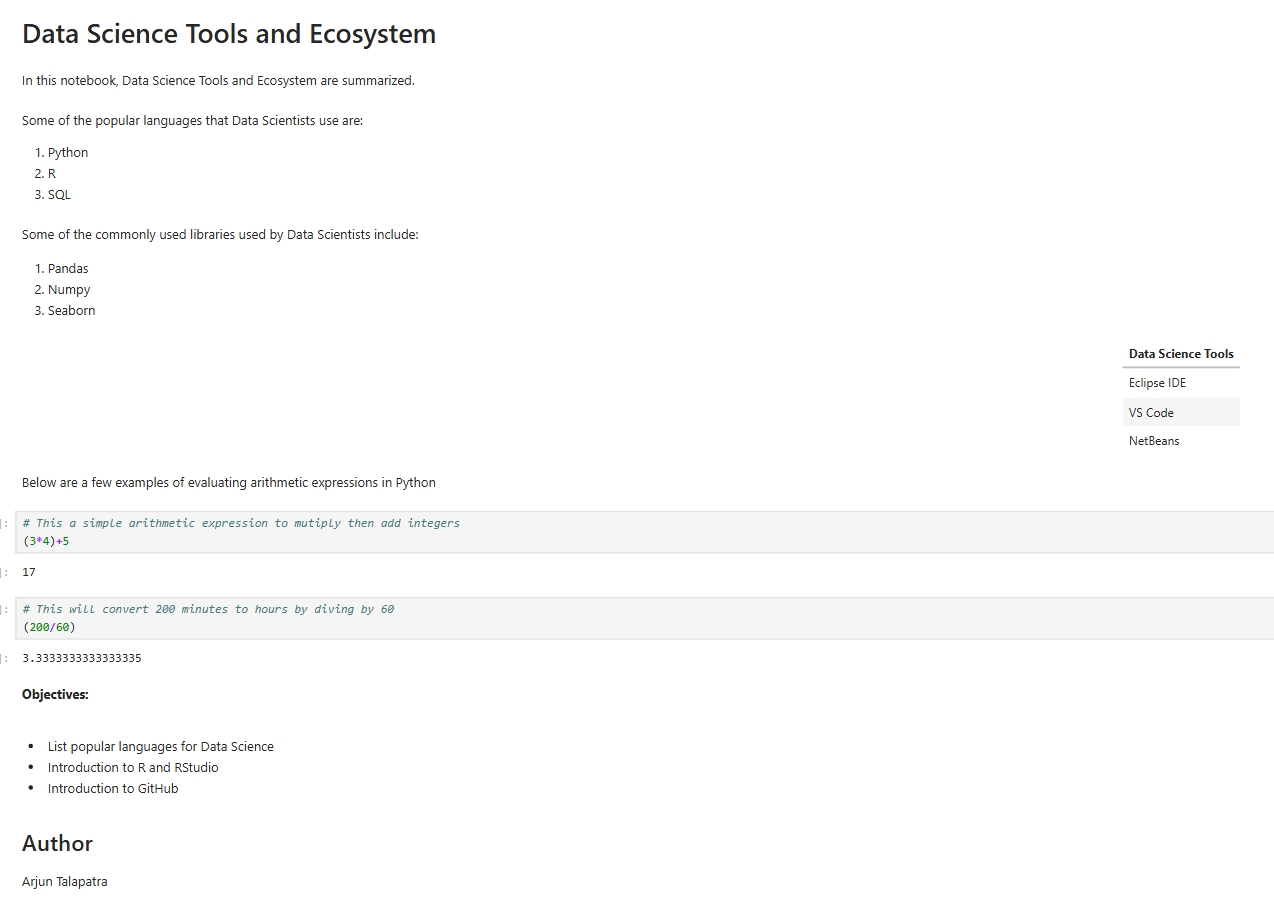 Data Science Tools and Ecosystem
In this notebook, Data Science Tools and Ecosystem are summarized.
Some of the popular languages that Data Scientists use are:
1. Python
2. R
3. SQL
Some of the commonly used libraries used by Data Scientists include:
1. Pandas
2. Numpy
3. Seaborn
Data Science Tools
Eclipse IDE
VS Code
NetBeans
Below are a few examples of evaluating arithmetic expressions in Python
]: # This a simple arithmetic expression to mutiply then add integers
(3*4)+5
]: 17
]: # This will convert 200 minutes to hours by diving by 60
(200/60)
]: 3.3333333333333335
Objectives:
• List popular languages for Data Science
• Introduction to R and RStudio
• Introduction to GitHub
Author
Arjun Talapatra